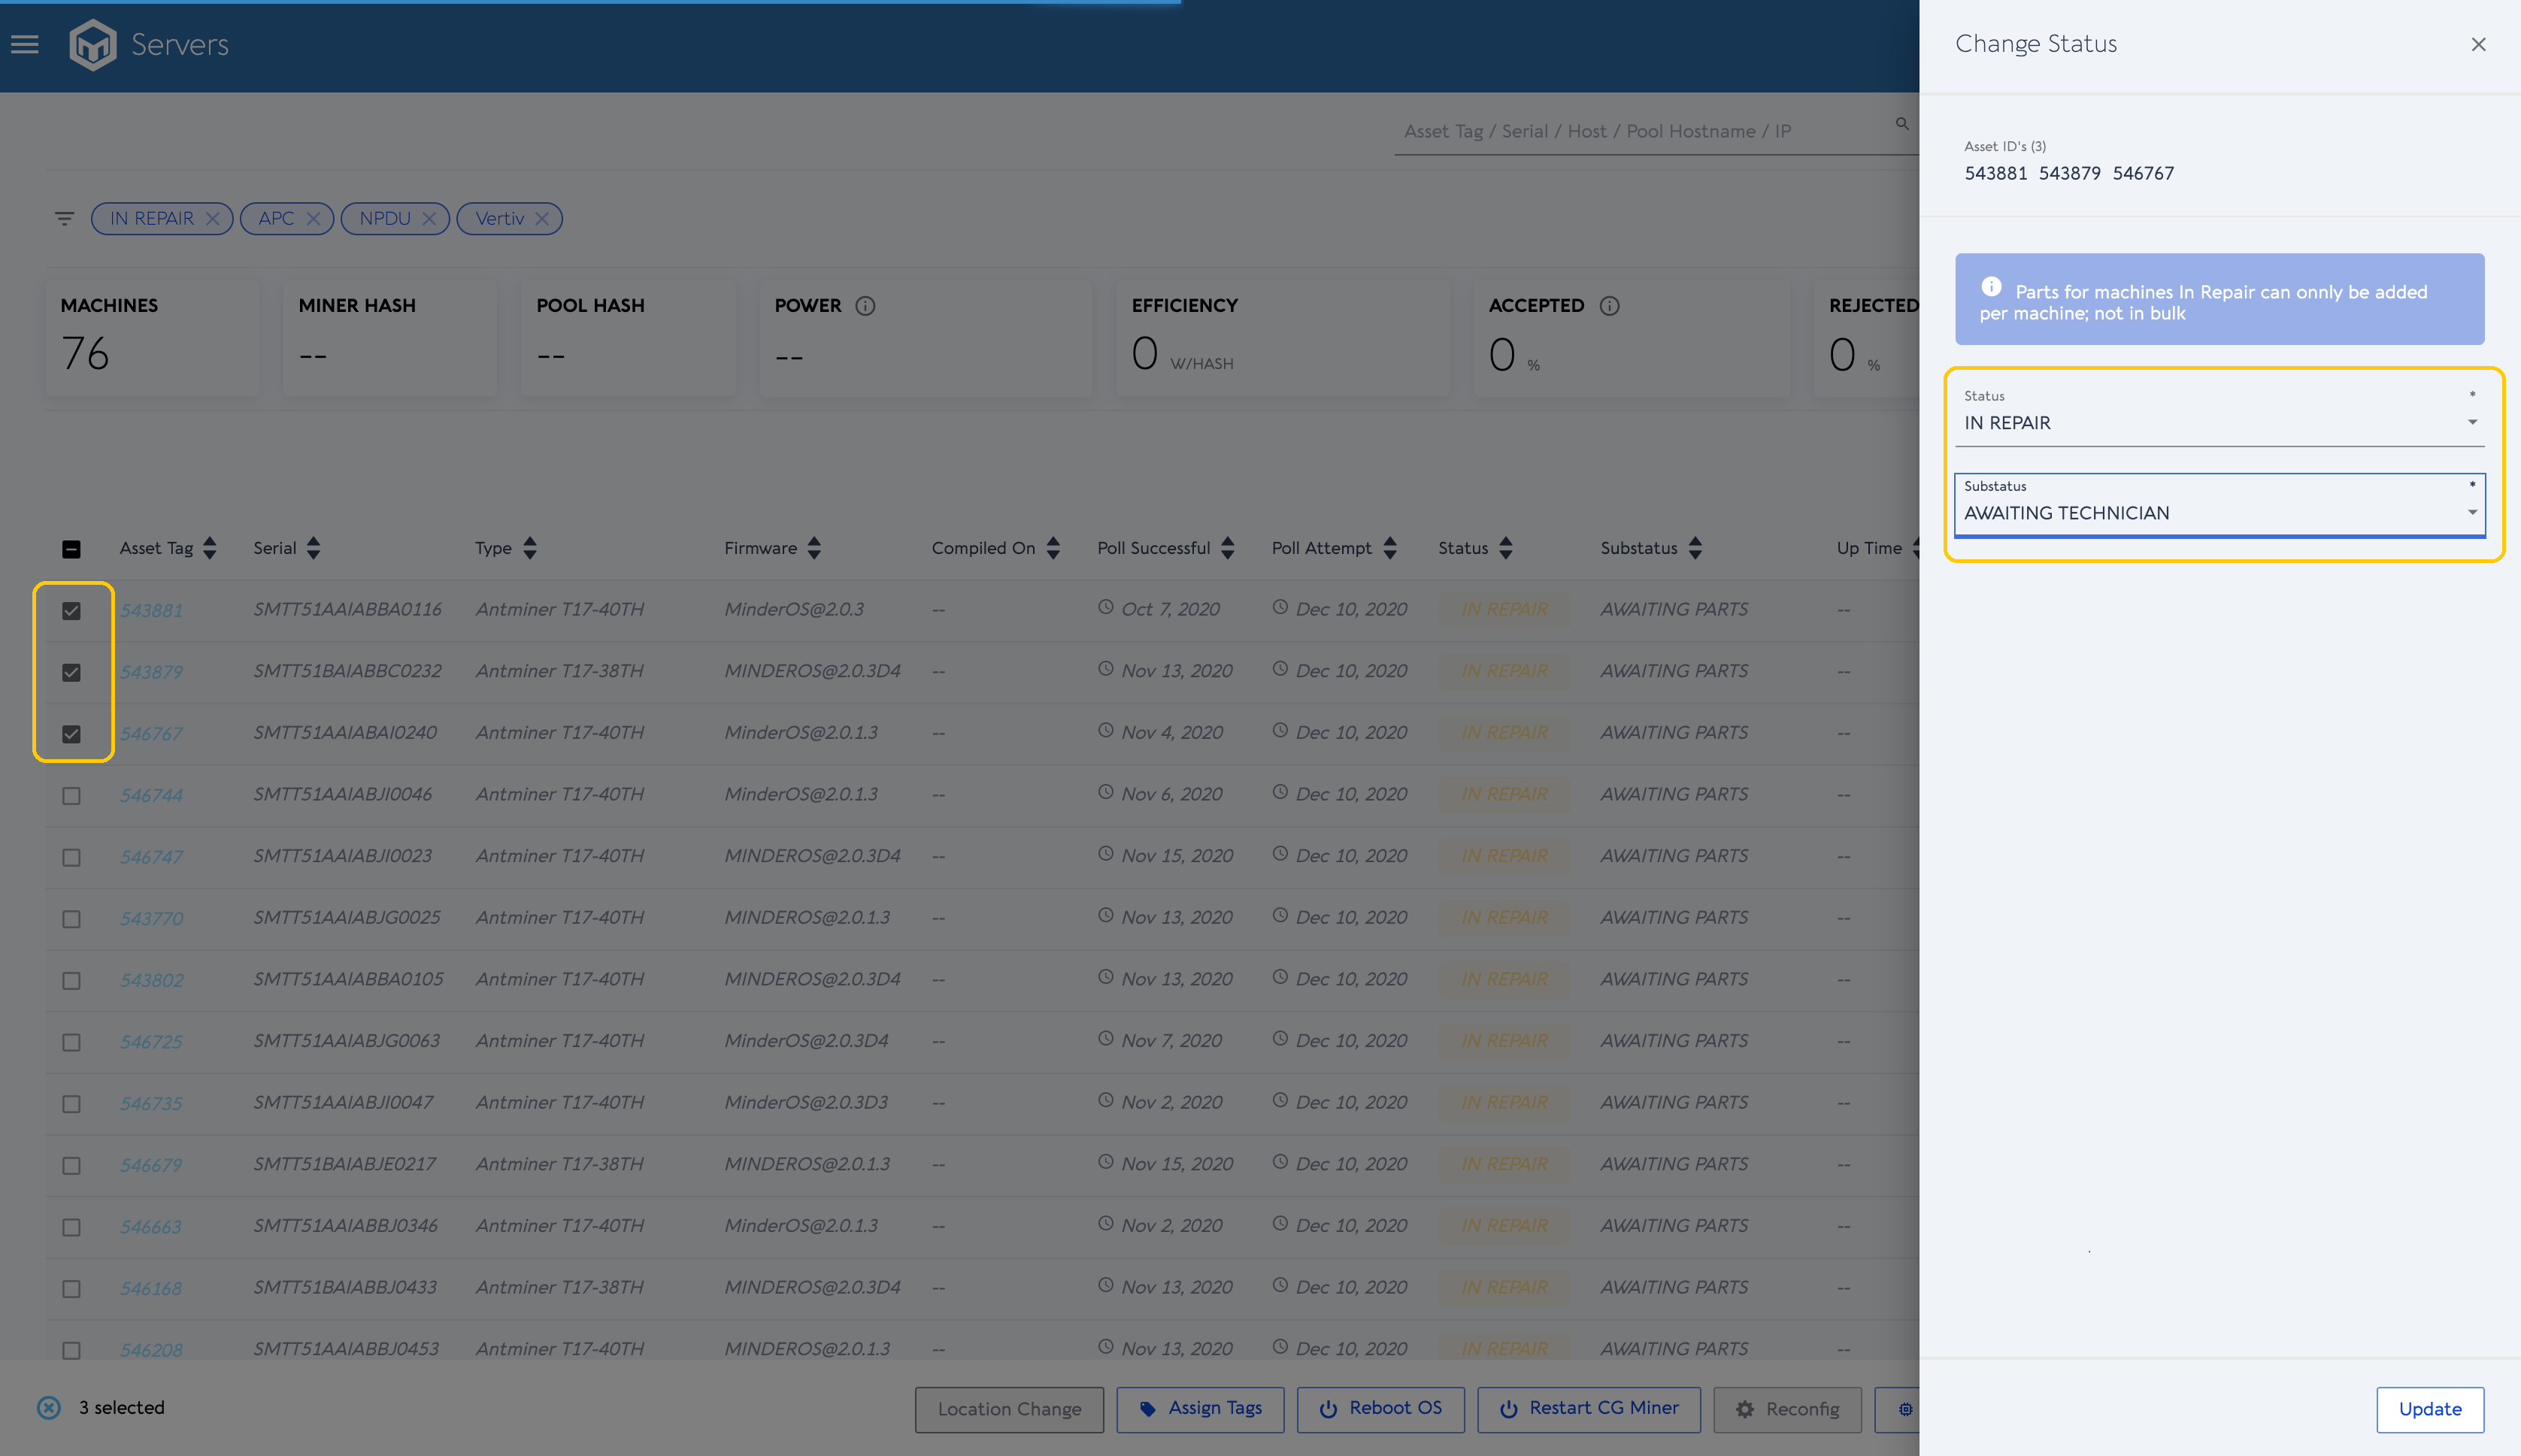 Servers
Change Status
Asset Tag / Serial / Host / Pool Hostname / IP
Asset ID's (3)
543881 543879 546767
IN REPAIR APC NPDU Vertiv
Parts for machines In Repair can onnly be added
per machine; not in bulk
MACHINES MINER HASH POOL HASH POWER EFFICIENCY ACCEPTED REJECTED
76 -- -- -- 0 W/HASH 0 % 0 %
Status *
IN REPAIR
Substatus *
AWAITING TECHNICIAN
Asset Tag Serial Type Firmware Compiled On Poll Successful Poll Attempt Status Substatus Up Time
543881 SMTT51AAIABBA0116 Antminer T17-40TH MinderOS@2.0.3 -- Oct 7, 2020 Dec 10, 2020 IN REPAIR AWAITING PARTS --
543879 SMTT51BAIABBC0232 Antminer T17-38TH MINDEROS@2.0.3D4 -- Nov 13, 2020 Dec 10, 2020 IN REPAIR AWAITING PARTS --
546767 SMTT51AAIABAI0240 Antminer T17-40TH MinderOS@2.0.1.3 -- Nov 4, 2020 Dec 10, 2020 IN REPAIR AWAITING PARTS --
546744 SMTT51AAIABJI0046 Antminer T17-40TH MinderOS@2.0.1.3 -- Nov 6, 2020 Dec 10, 2020 IN REPAIR AWAITING PARTS --
546747 SMTT51AAIABJI0023 Antminer T17-40TH MINDEROS@2.0.3D4 -- Nov 15, 2020 Dec 10, 2020 IN REPAIR AWAITING PARTS --
543770 SMTT51AAIABJG0025 Antminer T17-40TH MINDEROS@2.0.1.3 -- Nov 13, 2020 Dec 10, 2020 IN REPAIR AWAITING PARTS --
543802 SMTT51AAIABBA0105 Antminer T17-40TH MINDEROS@2.0.3D4 -- Nov 13, 2020 Dec 10, 2020 IN REPAIR AWAITING PARTS --
546725 SMTT51AAIABJG0063 Antminer T17-40TH MinderOS@2.0.3D4 -- Nov 7, 2020 Dec 10, 2020 IN REPAIR AWAITING PARTS --
546735 SMTT51AAIABJI0047 Antminer T17-40TH MinderOS@2.0.3D3 -- Nov 2, 2020 Dec 10, 2020 IN REPAIR AWAITING PARTS --
546679 SMTT51BAIABJE0217 Antminer T17-38TH MINDEROS@2.0.1.3 -- Nov 15, 2020 Dec 10, 2020 IN REPAIR AWAITING PARTS --
546663 SMTT51AAIABBJ0346 Antminer T17-40TH MinderOS@2.0.1.3 -- Nov 2, 2020 Dec 10, 2020 IN REPAIR AWAITING PARTS --
546168 SMTT51BAIABBJ0433 Antminer T17-38TH MINDEROS@2.0.3D4 -- Nov 13, 2020 Dec 10, 2020 IN REPAIR AWAITING PARTS --
546208 SMTT51AAIABBJ0453 Antminer T17-40TH MINDEROS@2.0.1.3 -- Nov 13, 2020 Dec 10, 2020 IN REPAIR AWAITING PARTS --
3 selected Location Change Assign Tags Reboot OS Restart CG Miner Reconfig Update